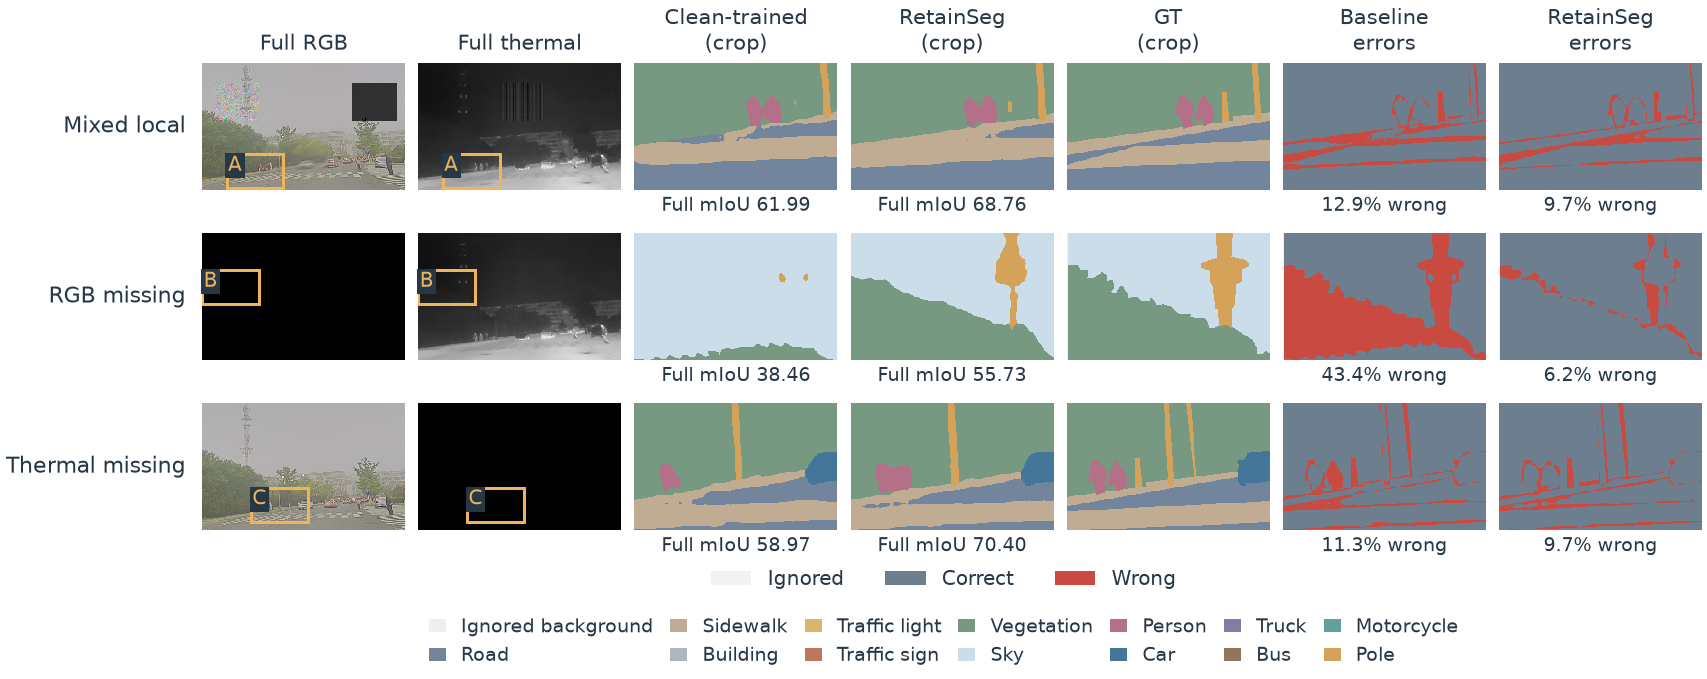 Full RGB
Full thermal
Clean-trained
(crop)
RetainSeg
(crop)
GT
(crop)
Baseline
errors
RetainSeg
errors
Mixed local
A
A
Full mIoU 61.99
Full mIoU 68.76
12.9% wrong
9.7% wrong
RGB missing
B
B
Full mIoU 38.46
Full mIoU 55.73
43.4% wrong
6.2% wrong
Thermal missing
C
C
Full mIoU 58.97
Full mIoU 70.40
11.3% wrong
9.7% wrong
Ignored
Correct
Wrong
Ignored background
Sidewalk
Traffic light
Vegetation
Person
Truck
Motorcycle
Road
Building
Traffic sign
Sky
Car
Bus
Pole